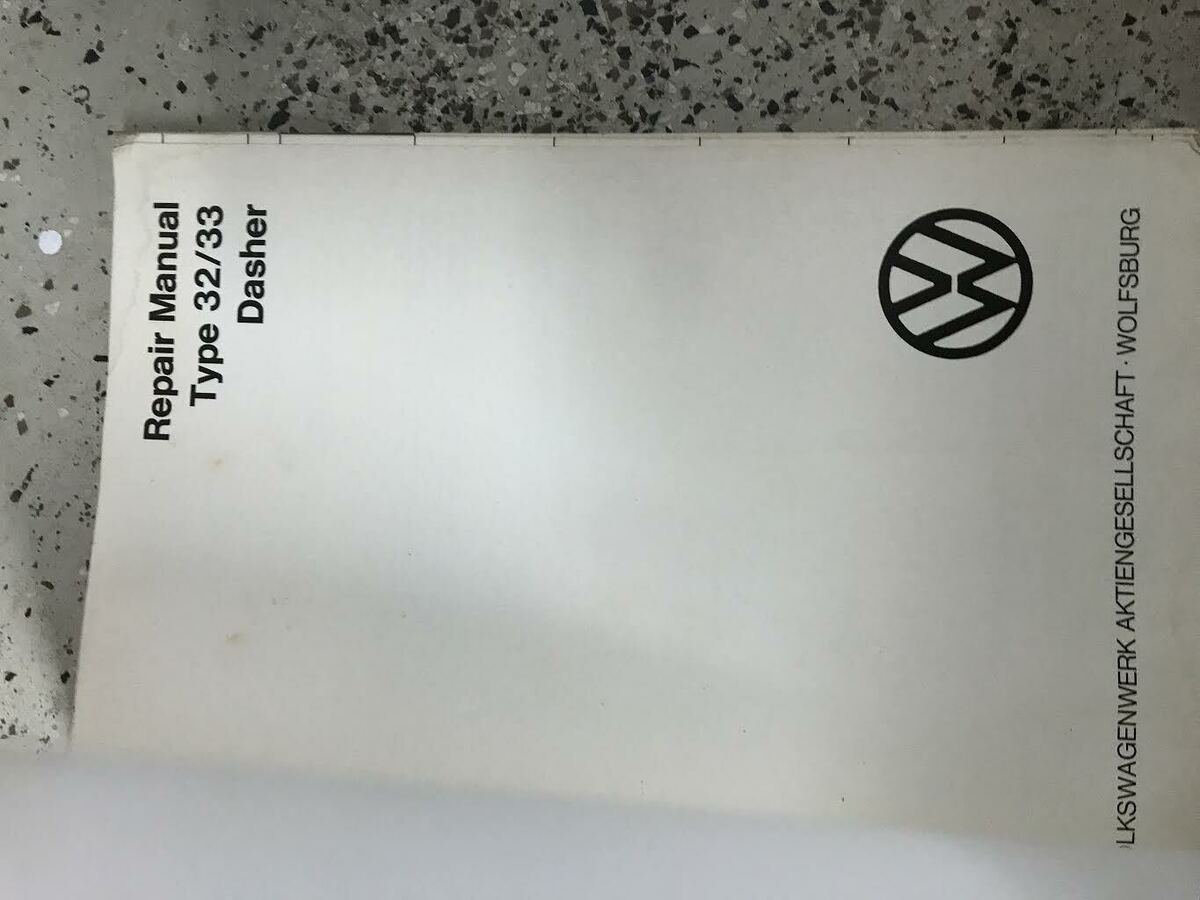 Repair Manual
Type 32/33
Dasher
LKSWAGENWERK AKTIENGESELLSCHAFT · WOLFSBURG